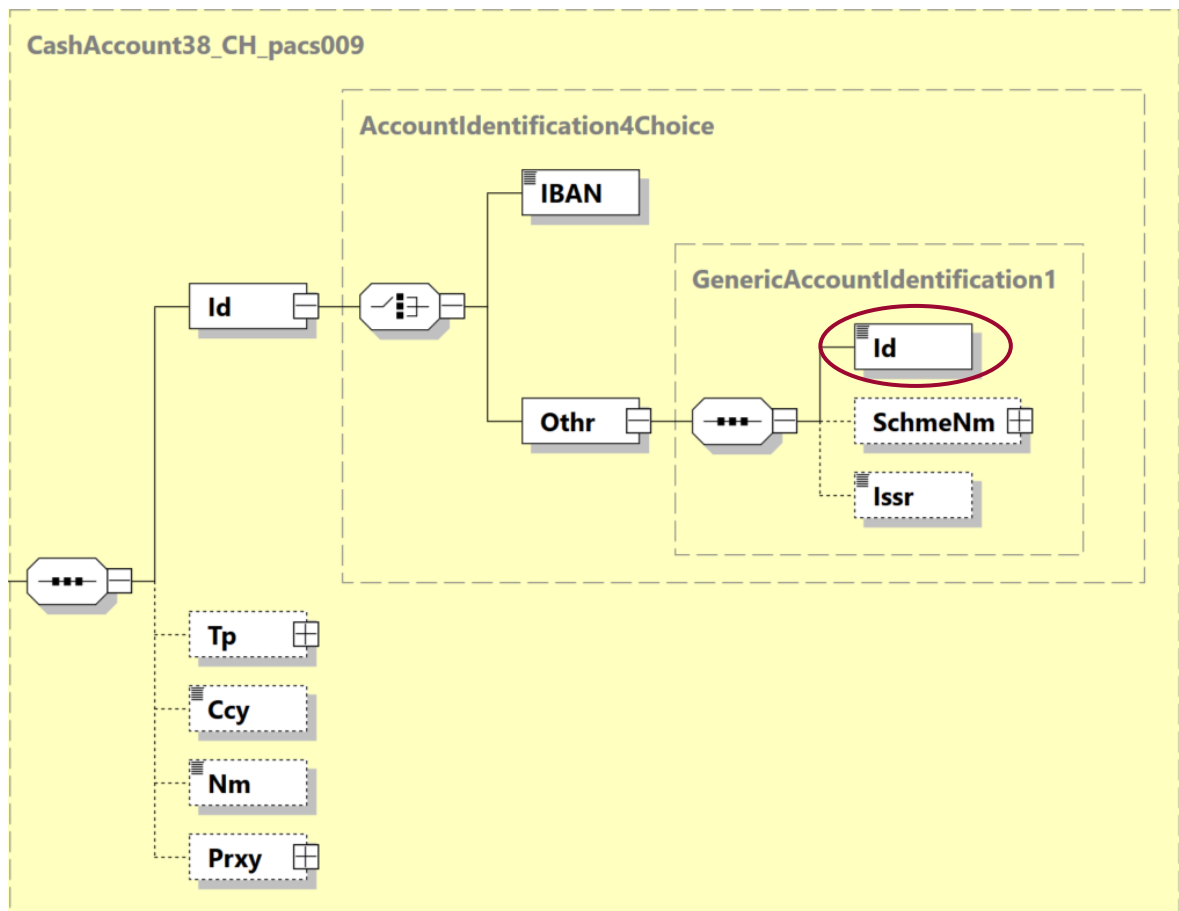 CashAccount38_CH_pacs009
AccountIdentification4Choice
IBAN
GenericAccountIdentification1
Id
Id
Othr
SchmeNm
Issr
Tp
Ccy
Nm
Prxy